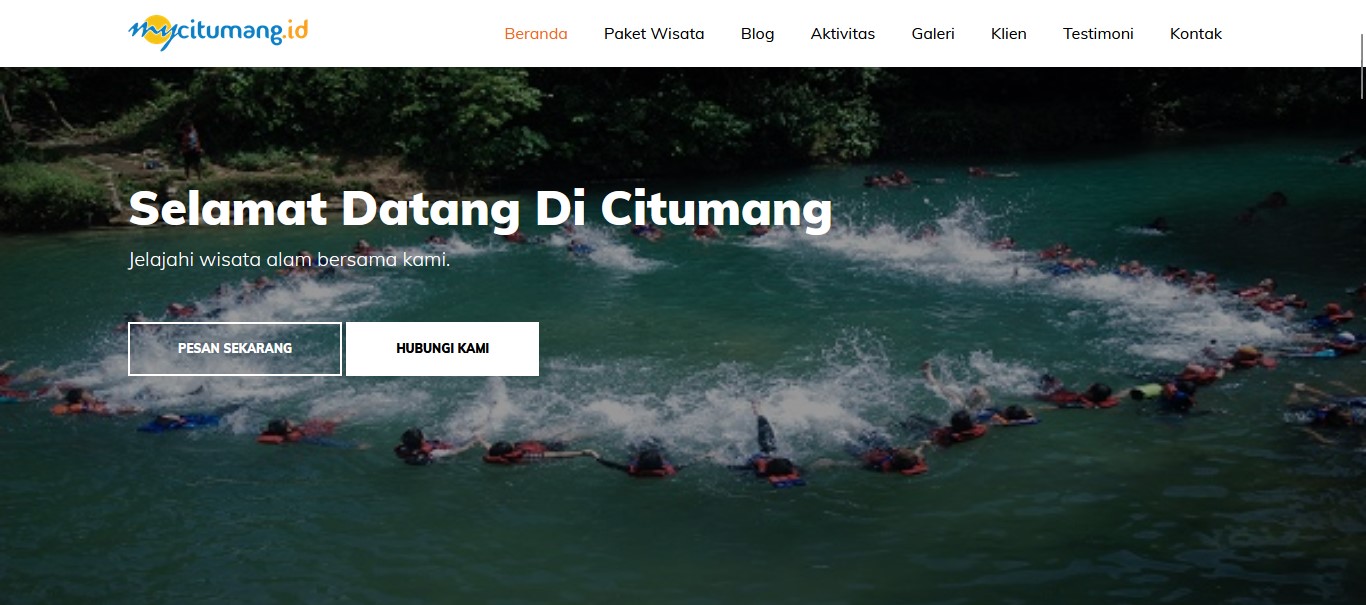 mycitumang.id
Beranda Paket Wisata Blog Aktivitas Galeri Klien Testimoni Kontak
Selamat Datang Di Citumang
Jelajahi wisata alam bersama kami.
PESAN SEKARANG HUBUNGI KAMI